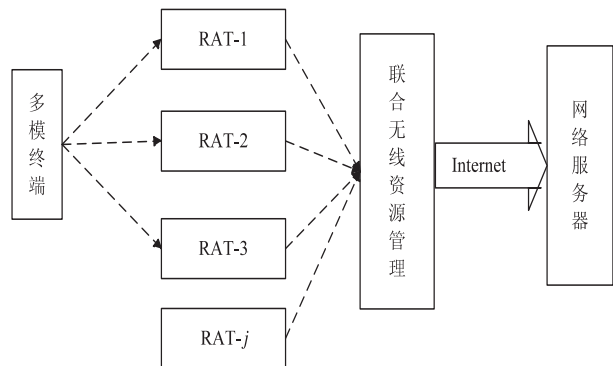 多模终端
RAT-1
RAT-2
RAT-3
RAT-j
联合无线资源管理
Internet
网络服务器